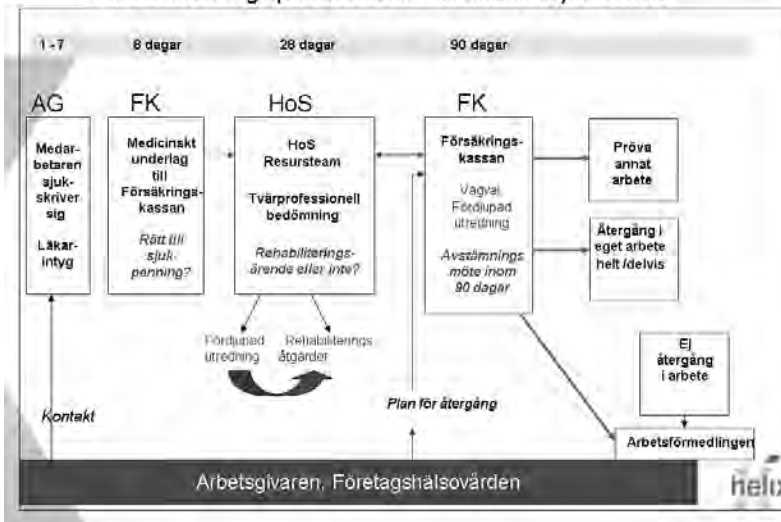 1 - 7
8 dagar
28 dagar
90 dagar
AG
FK
HoS
FK
Medar-
betaren
sjuk-
skriver
sig
Läkar-
intyg
Medicinskt
underlag
till
Försäkrings-
kassan
Rätt till
sjuk-
penning?
HoS
Resursteam
Tvärprofessionell
bedömning
Rehabiliterings-
ärende eller inte?
Försäkrings-
kassan
Vägval,
Fördjupad
utredning
Avstämnings
möte inom
90 dagar
Pröva
annat
arbete
Återgång i
eget arbete
helt /delvis
Fördjupad
utredning
Rehabiliterings
åtgärder
Ej
återgång
i arbete
Kontakt
Plan för återgång
Arbetsförmedlingen
Arbetsgivaren, Företagshälsovården
helix